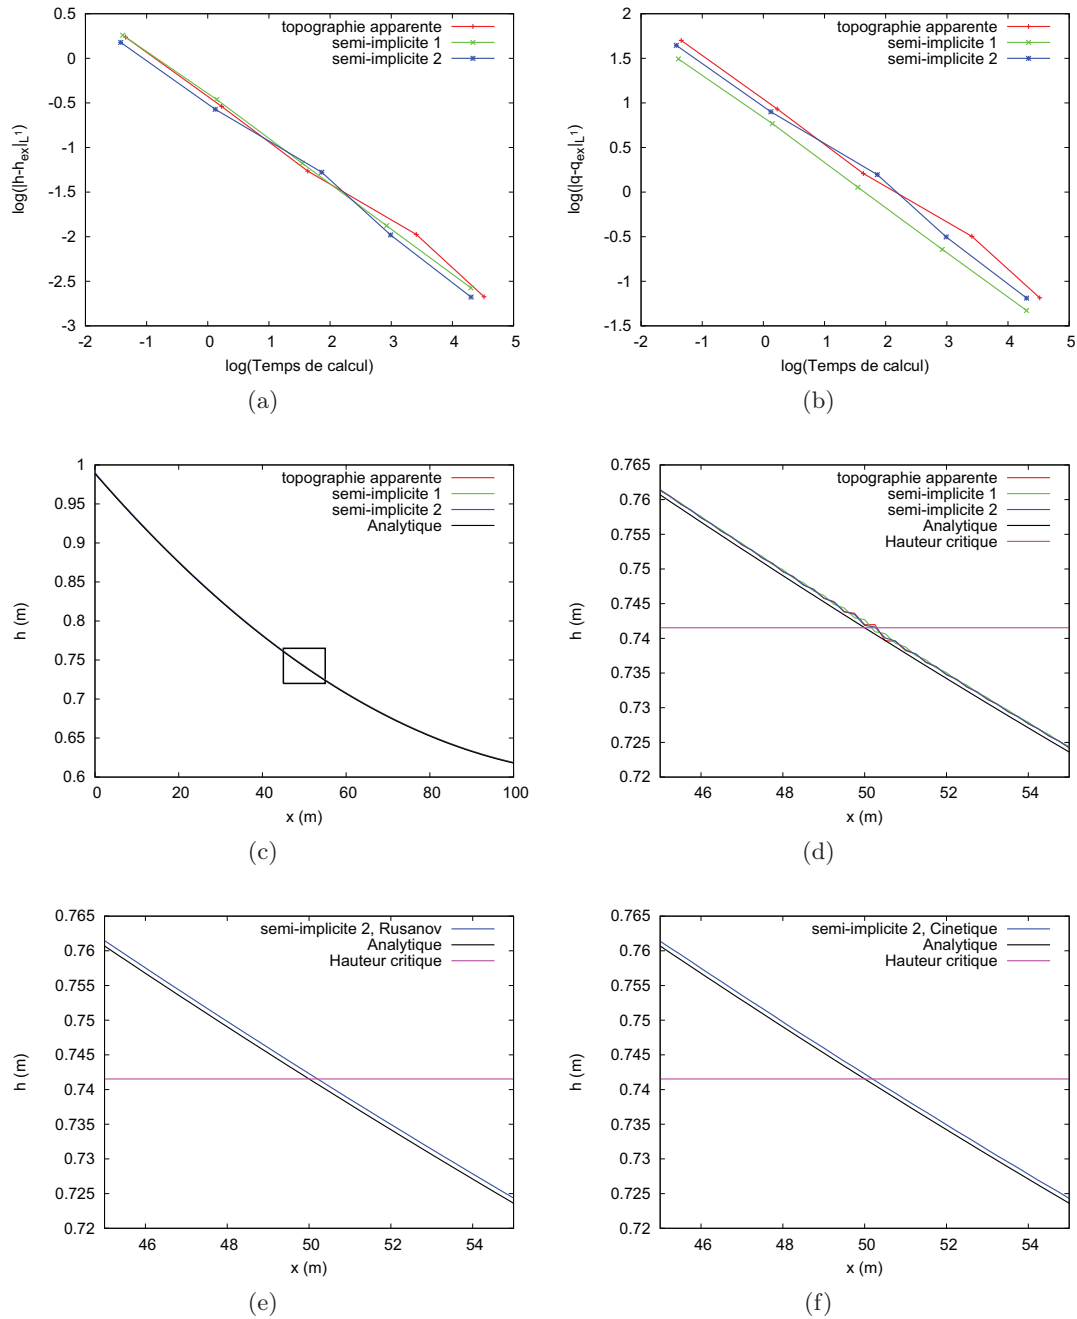 0.5
0
-0.5
-1
-1.5
-2
-2.5
-3
-2 -1 0 1 2 3 4 5
log(|h-h_ex|_L¹)
log(Temps de calcul)
topographie apparente
semi-implicite 1
semi-implicite 2
(a)
2
1.5
1
0.5
0
-0.5
-1
-1.5
-2 -1 0 1 2 3 4 5
log(|q-q_ex|_L¹)
log(Temps de calcul)
topographie apparente
semi-implicite 1
semi-implicite 2
(b)
1
0.95
0.9
0.85
0.8
0.75
0.7
0.65
0.6
0 20 40 60 80 100
h (m)
x (m)
topographie apparente
semi-implicite 1
semi-implicite 2
Analytique
(c)
0.765
0.76
0.755
0.75
0.745
0.74
0.735
0.73
0.725
0.72
46 48 50 52 54
h (m)
x (m)
topographie apparente
semi-implicite 1
semi-implicite 2
Analytique
Hauteur critique
(d)
0.765
0.76
0.755
0.75
0.745
0.74
0.735
0.73
0.725
0.72
46 48 50 52 54
h (m)
x (m)
semi-implicite 2, Rusanov
Analytique
Hauteur critique
(e)
0.765
0.76
0.755
0.75
0.745
0.74
0.735
0.73
0.725
0.72
46 48 50 52 54
h (m)
x (m)
semi-implicite 2, Cinetique
Analytique
Hauteur critique
(f)